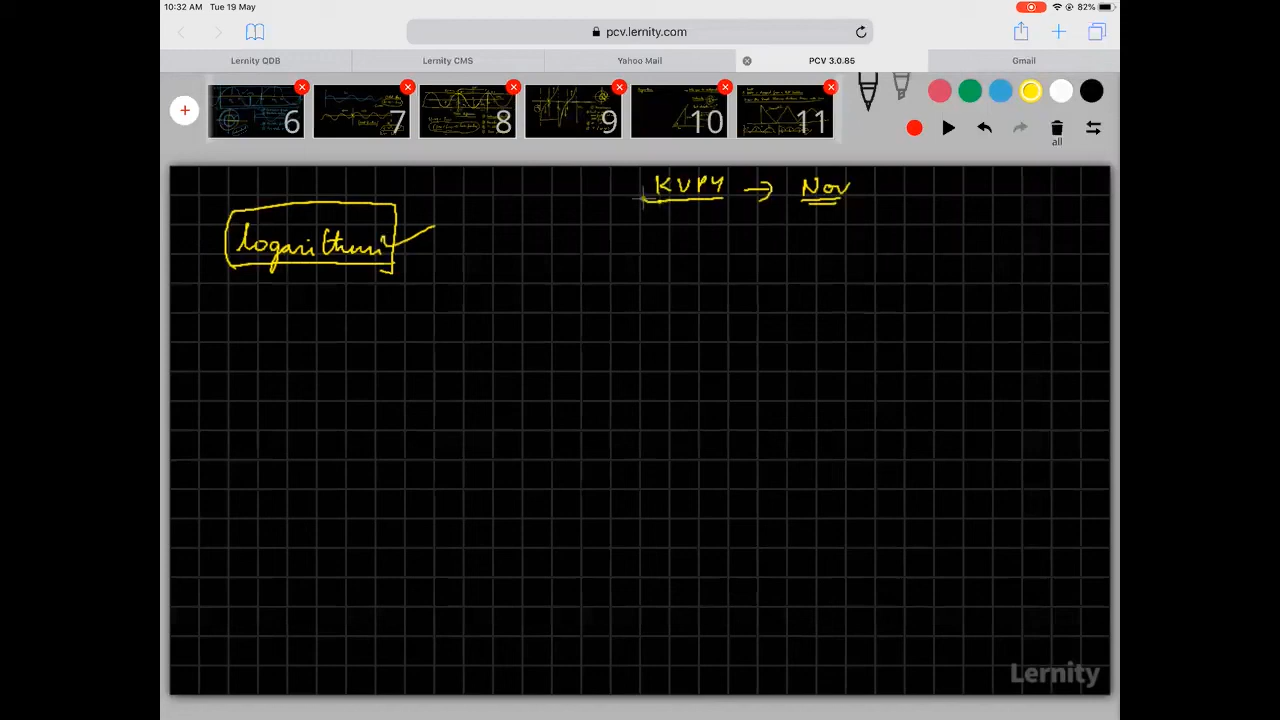 10:32 AM Tue 19 May
82%
pcv.lernity.com
Lernity QDB
Lernity CMS
Yahoo Mail
PCV 3.0.85
Gmail
6
7
8
9
10
11
all
KVPY → Nov
logarithm
Lernity